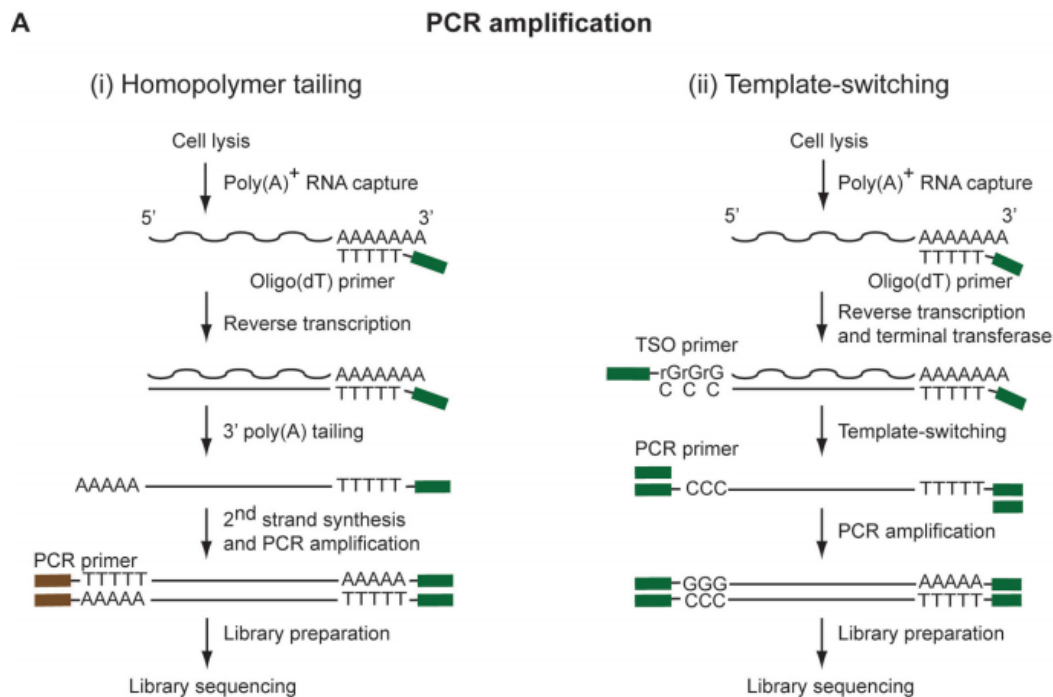 A
PCR amplification
(i) Homopolymer tailing
Cell lysis
Poly(A)+ RNA capture
5’
3’
AAAAAAA
TTTTT
Oligo(dT) primer
Reverse transcription
AAAAAAA
TTTTT
3’ poly(A) tailing
AAAAA
TTTTT
2nd strand synthesis
and PCR amplification
PCR primer
TTTTT
AAAAA
AAAAA
TTTTT
Library preparation
Library sequencing
(ii) Template-switching
Cell lysis
Poly(A)+ RNA capture
5’
3’
AAAAAAA
TTTTT
Oligo(dT) primer
Reverse transcription
and terminal transferase
TSO primer
rGrGrG
C C C
AAAAAAA
TTTTT
Template-switching
PCR primer
CCC
TTTTT
PCR amplification
GGG
AAAAA
CCC
TTTTT
Library preparation
Library sequencing